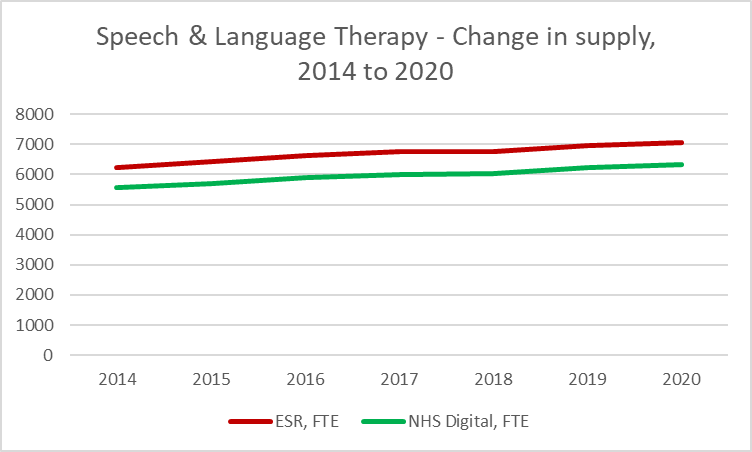 Speech & Language Therapy - Change in supply,
2014 to 2020
8000
7000
6000
5000
4000
3000
2000
1000
0
2014 2015 2016 2017 2018 2019 2020
ESR, FTE NHS Digital, FTE